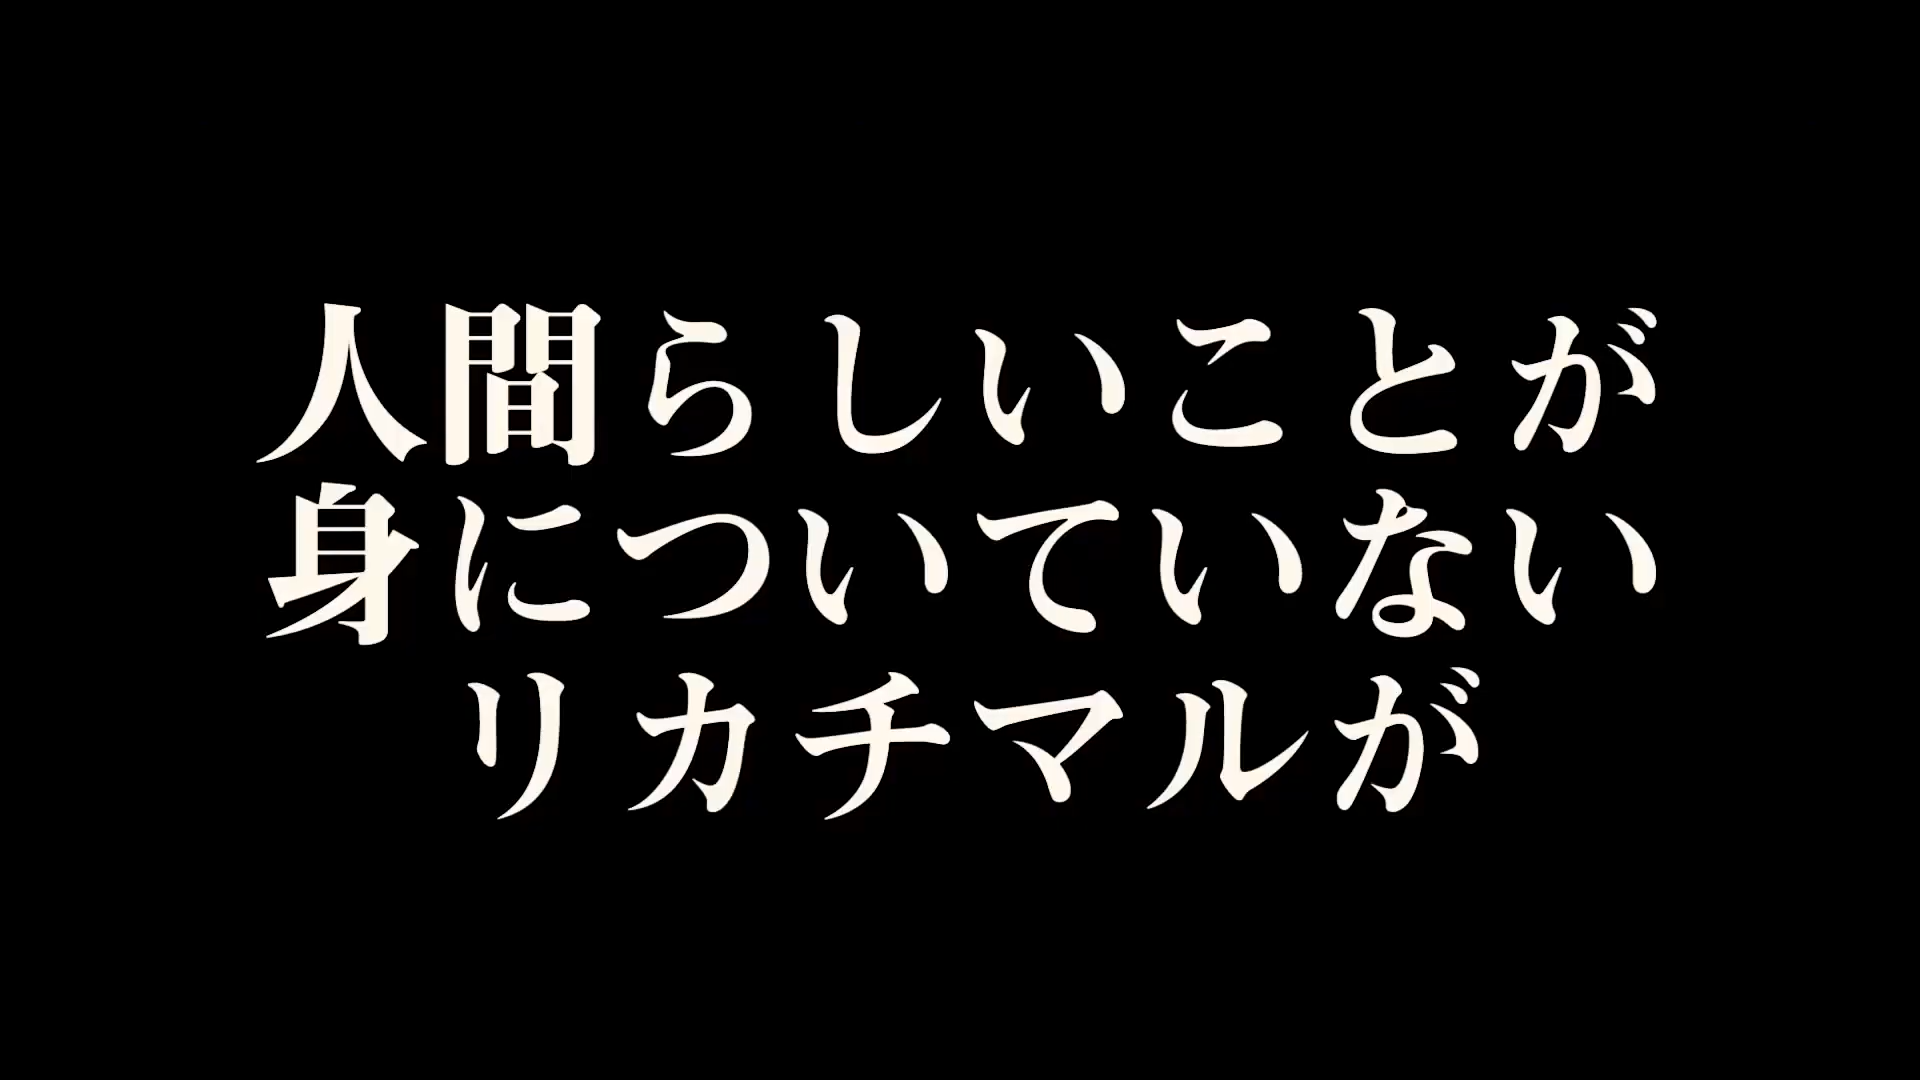 人間らしいことが
身についていない
リカチマルが